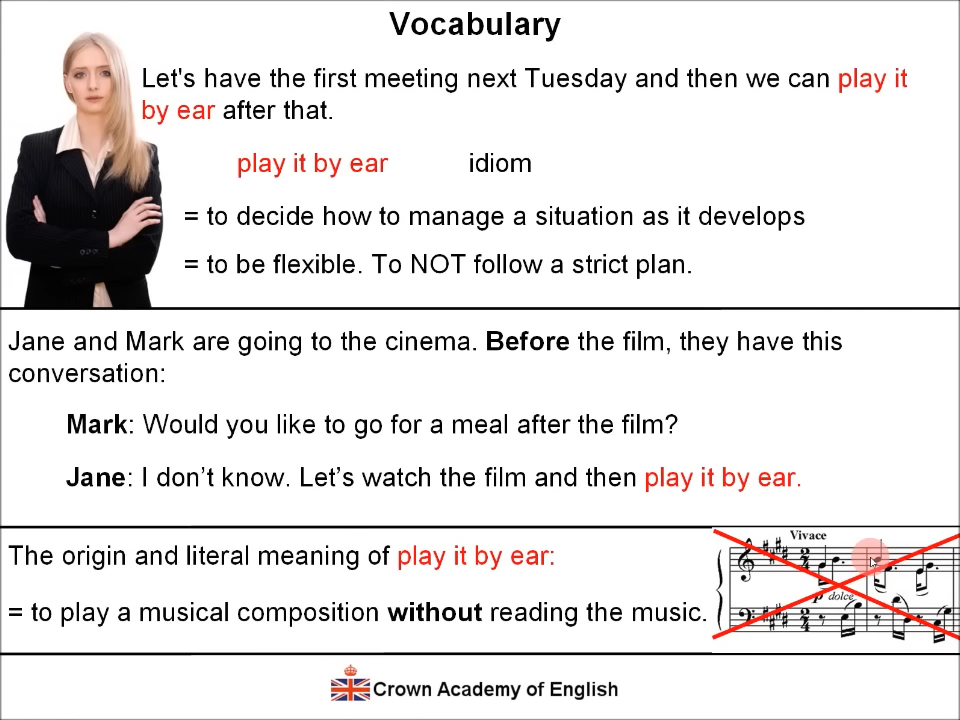 Vocabulary
Let's have the first meeting next Tuesday and then we can play it
by ear after that.
play it by ear idiom
= to decide how to manage a situation as it develops
= to be flexible. To NOT follow a strict plan.
Jane and Mark are going to the cinema. Before the film, they have this
conversation:
Mark: Would you like to go for a meal after the film?
Jane: I don’t know. Let’s watch the film and then play it by ear.
The origin and literal meaning of play it by ear:
= to play a musical composition without reading the music.
Vivace
2
4
p dolce
2
4
Crown Academy of English